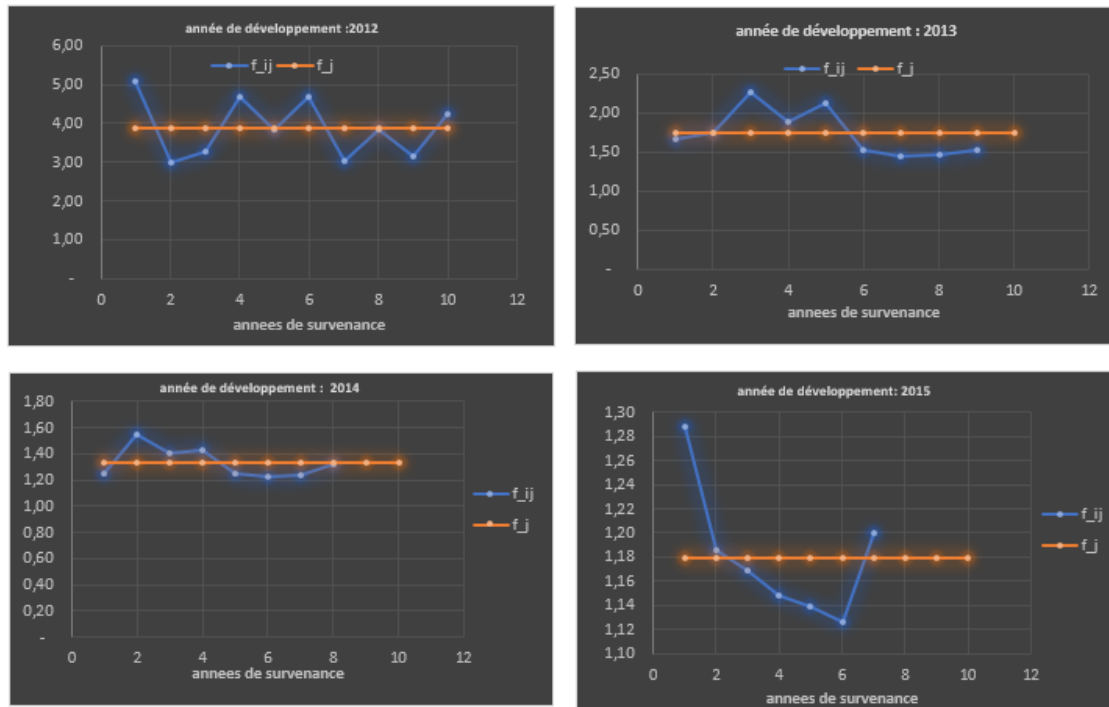 année de développement :2012
f_ij f_j
6,00
5,00
4,00
3,00
2,00
1,00
-
0 2 4 6 8 10 12
annees de survenance
année de développement : 2013
f_ij f_j
2,50
2,00
1,50
1,00
0,50
-
0 2 4 6 8 10 12
annees de survenance
année de développement : 2014
1,80
1,60
1,40
1,20
1,00
0,80
0,60
0,40
0,20
-
0 2 4 6 8 10 12
annees de survenance
f_ij
f_j
année de développement: 2015
1,30
1,28
1,26
1,24
1,22
1,20
1,18
1,16
1,14
1,12
1,10
0 2 4 6 8 10 12
annees de survenance
f_ij
f_j